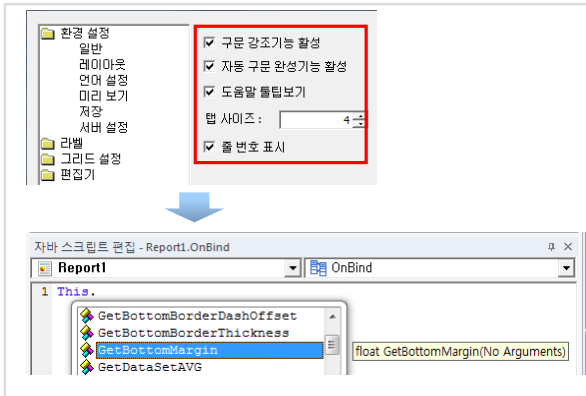 환경 설정
일반
레이아웃
언어 설정
미리 보기
저장
서버 설정
라벨
그리드 설정
편집기
구문 강조기능 활성
자동 구문 완성기능 활성
도움말 툴팁보기
탭 사이즈 : 4
줄 번호 표시
자바 스크립트 편집 - Report1.OnBind
Report1 OnBind
1 This.
GetBottomBorderDashOffset
GetBottomBorderThickness
GetBottomMargin float GetBottomMargin(No Arguments)
GetDataSetAVG